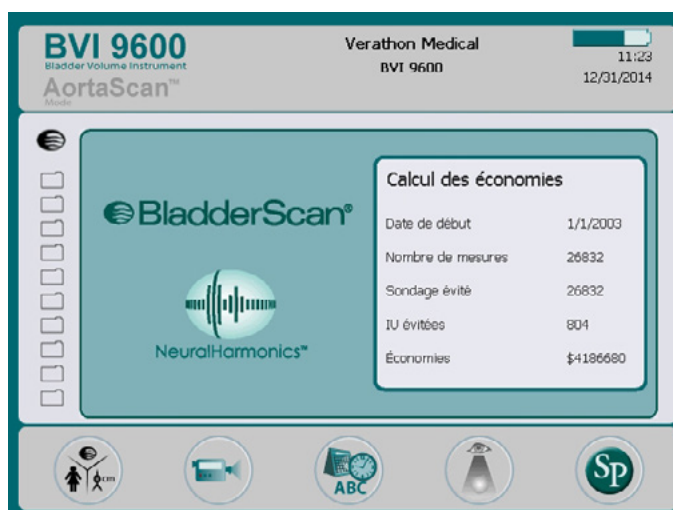 BVI 9600
Bladder Volume Instrument
AortaScan™
Mode
Verathon Medical
BVI 9600
11:23
12/31/2014
BladderScan®
NeuralHarmonics™
Calcul des économies
Date de début 1/1/2003
Nombre de mesures 26832
Sondage évité 26832
IU évitées 804
Économies $4186680
cm
ABC
SP